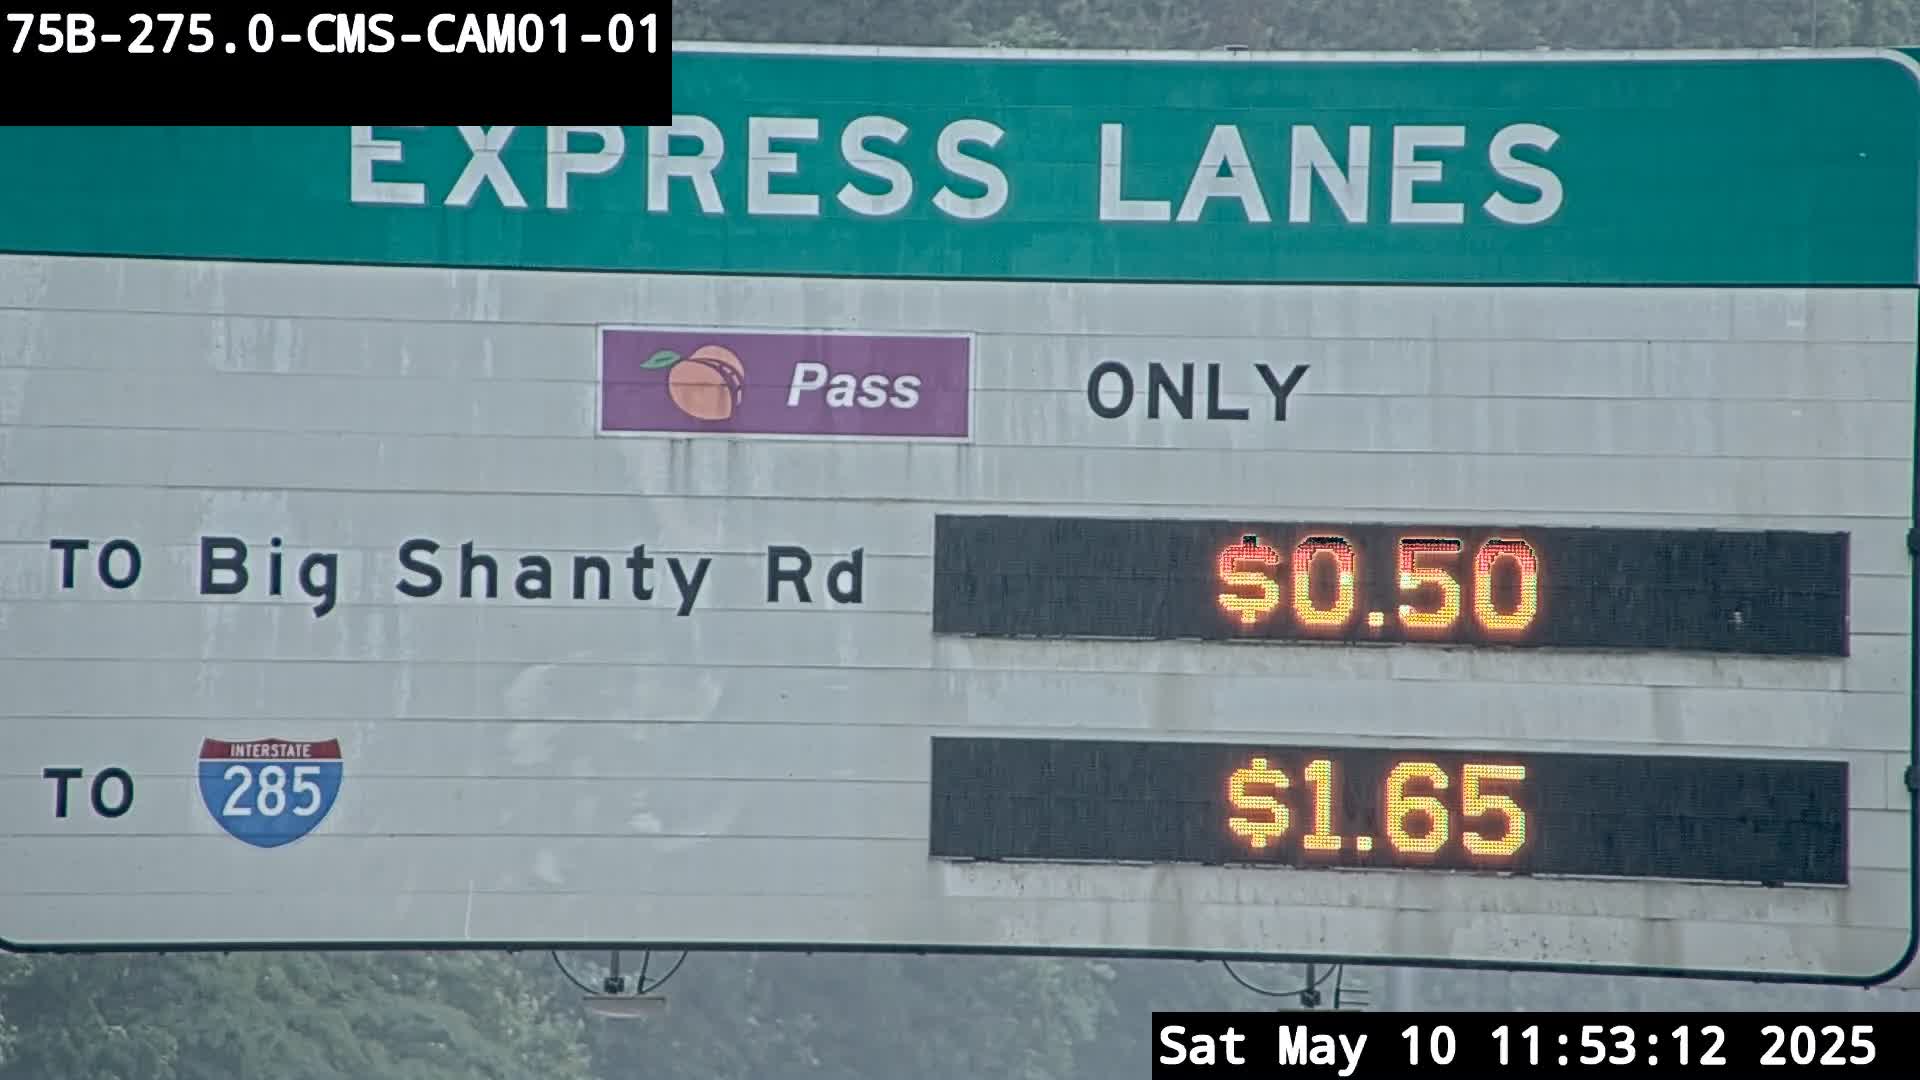 75B-275.0-CMS-CAM01-01
EXPRESS LANES
Pass ONLY
TO Big Shanty Rd $0.50
INTERSTATE
TO 285 $1.65
Sat May 10 11:53:12 2025